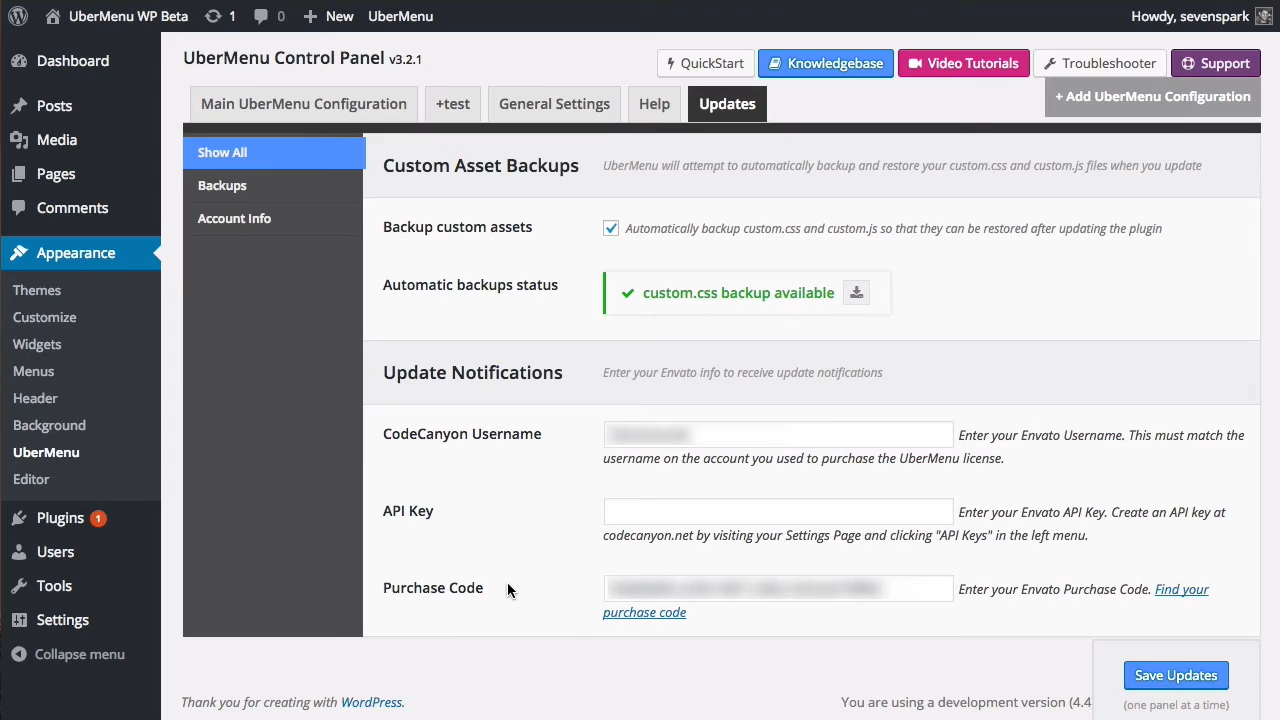 UberMenu WP Beta 1 0 New UberMenu Howdy, sevenspark
Dashboard
Posts
Media
Pages
Comments
Appearance
Themes
Customize
Widgets
Menus
Header
Background
UberMenu
Editor
Plugins 1
Users
Tools
Settings
Collapse menu
UberMenu Control Panel v3.2.1
QuickStart Knowledgebase Video Tutorials Troubleshooter Support
+ Add UberMenu Configuration
Main UberMenu Configuration +test General Settings Help Updates
Show All
Backups
Account Info
Custom Asset Backups UberMenu will attempt to automatically backup and restore your custom.css and custom.js files when you update
Backup custom assets Automatically backup custom.css and custom.js so that they can be restored after updating the plugin
Automatic backups status custom.css backup available
Update Notifications Enter your Envato info to receive update notifications
CodeCanyon Username Enter your Envato Username. This must match the
username on the account you used to purchase the UberMenu license.
API Key Enter your Envato API Key. Create an API key at
codecanyon.net by visiting your Settings Page and clicking "API Keys" in the left menu.
Purchase Code Enter your Envato Purchase Code. Find your
purchase code
Save Updates
(one panel at a time)
Thank you for creating with WordPress. You are using a development version (4.4